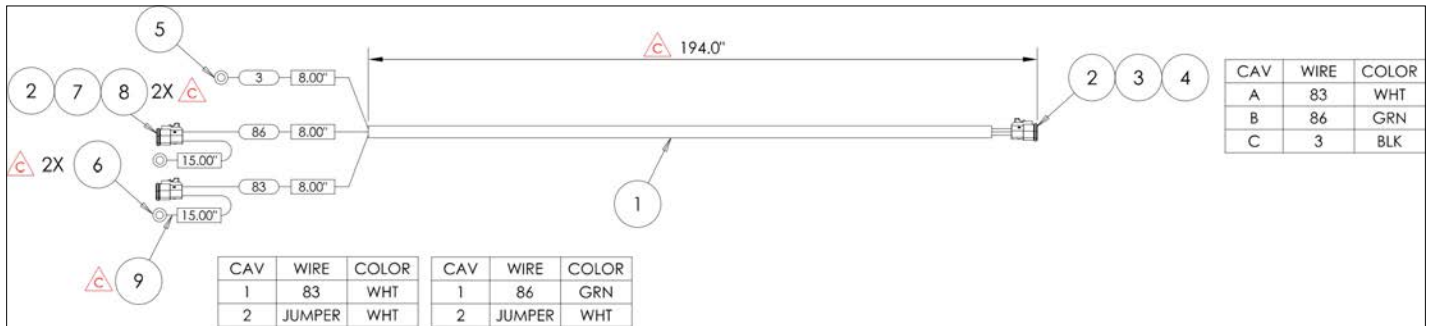 5
C 194.0"
3 8.00"
2 7 8 2X C
2 3 4
86 8.00"
15.00"
C 2X 6
83 8.00"
15.00"
1
C 9
CAV WIRE COLOR
A 83 WHT
B 86 GRN
C 3 BLK
CAV WIRE COLOR
1 83 WHT
2 JUMPER WHT
CAV WIRE COLOR
1 86 GRN
2 JUMPER WHT